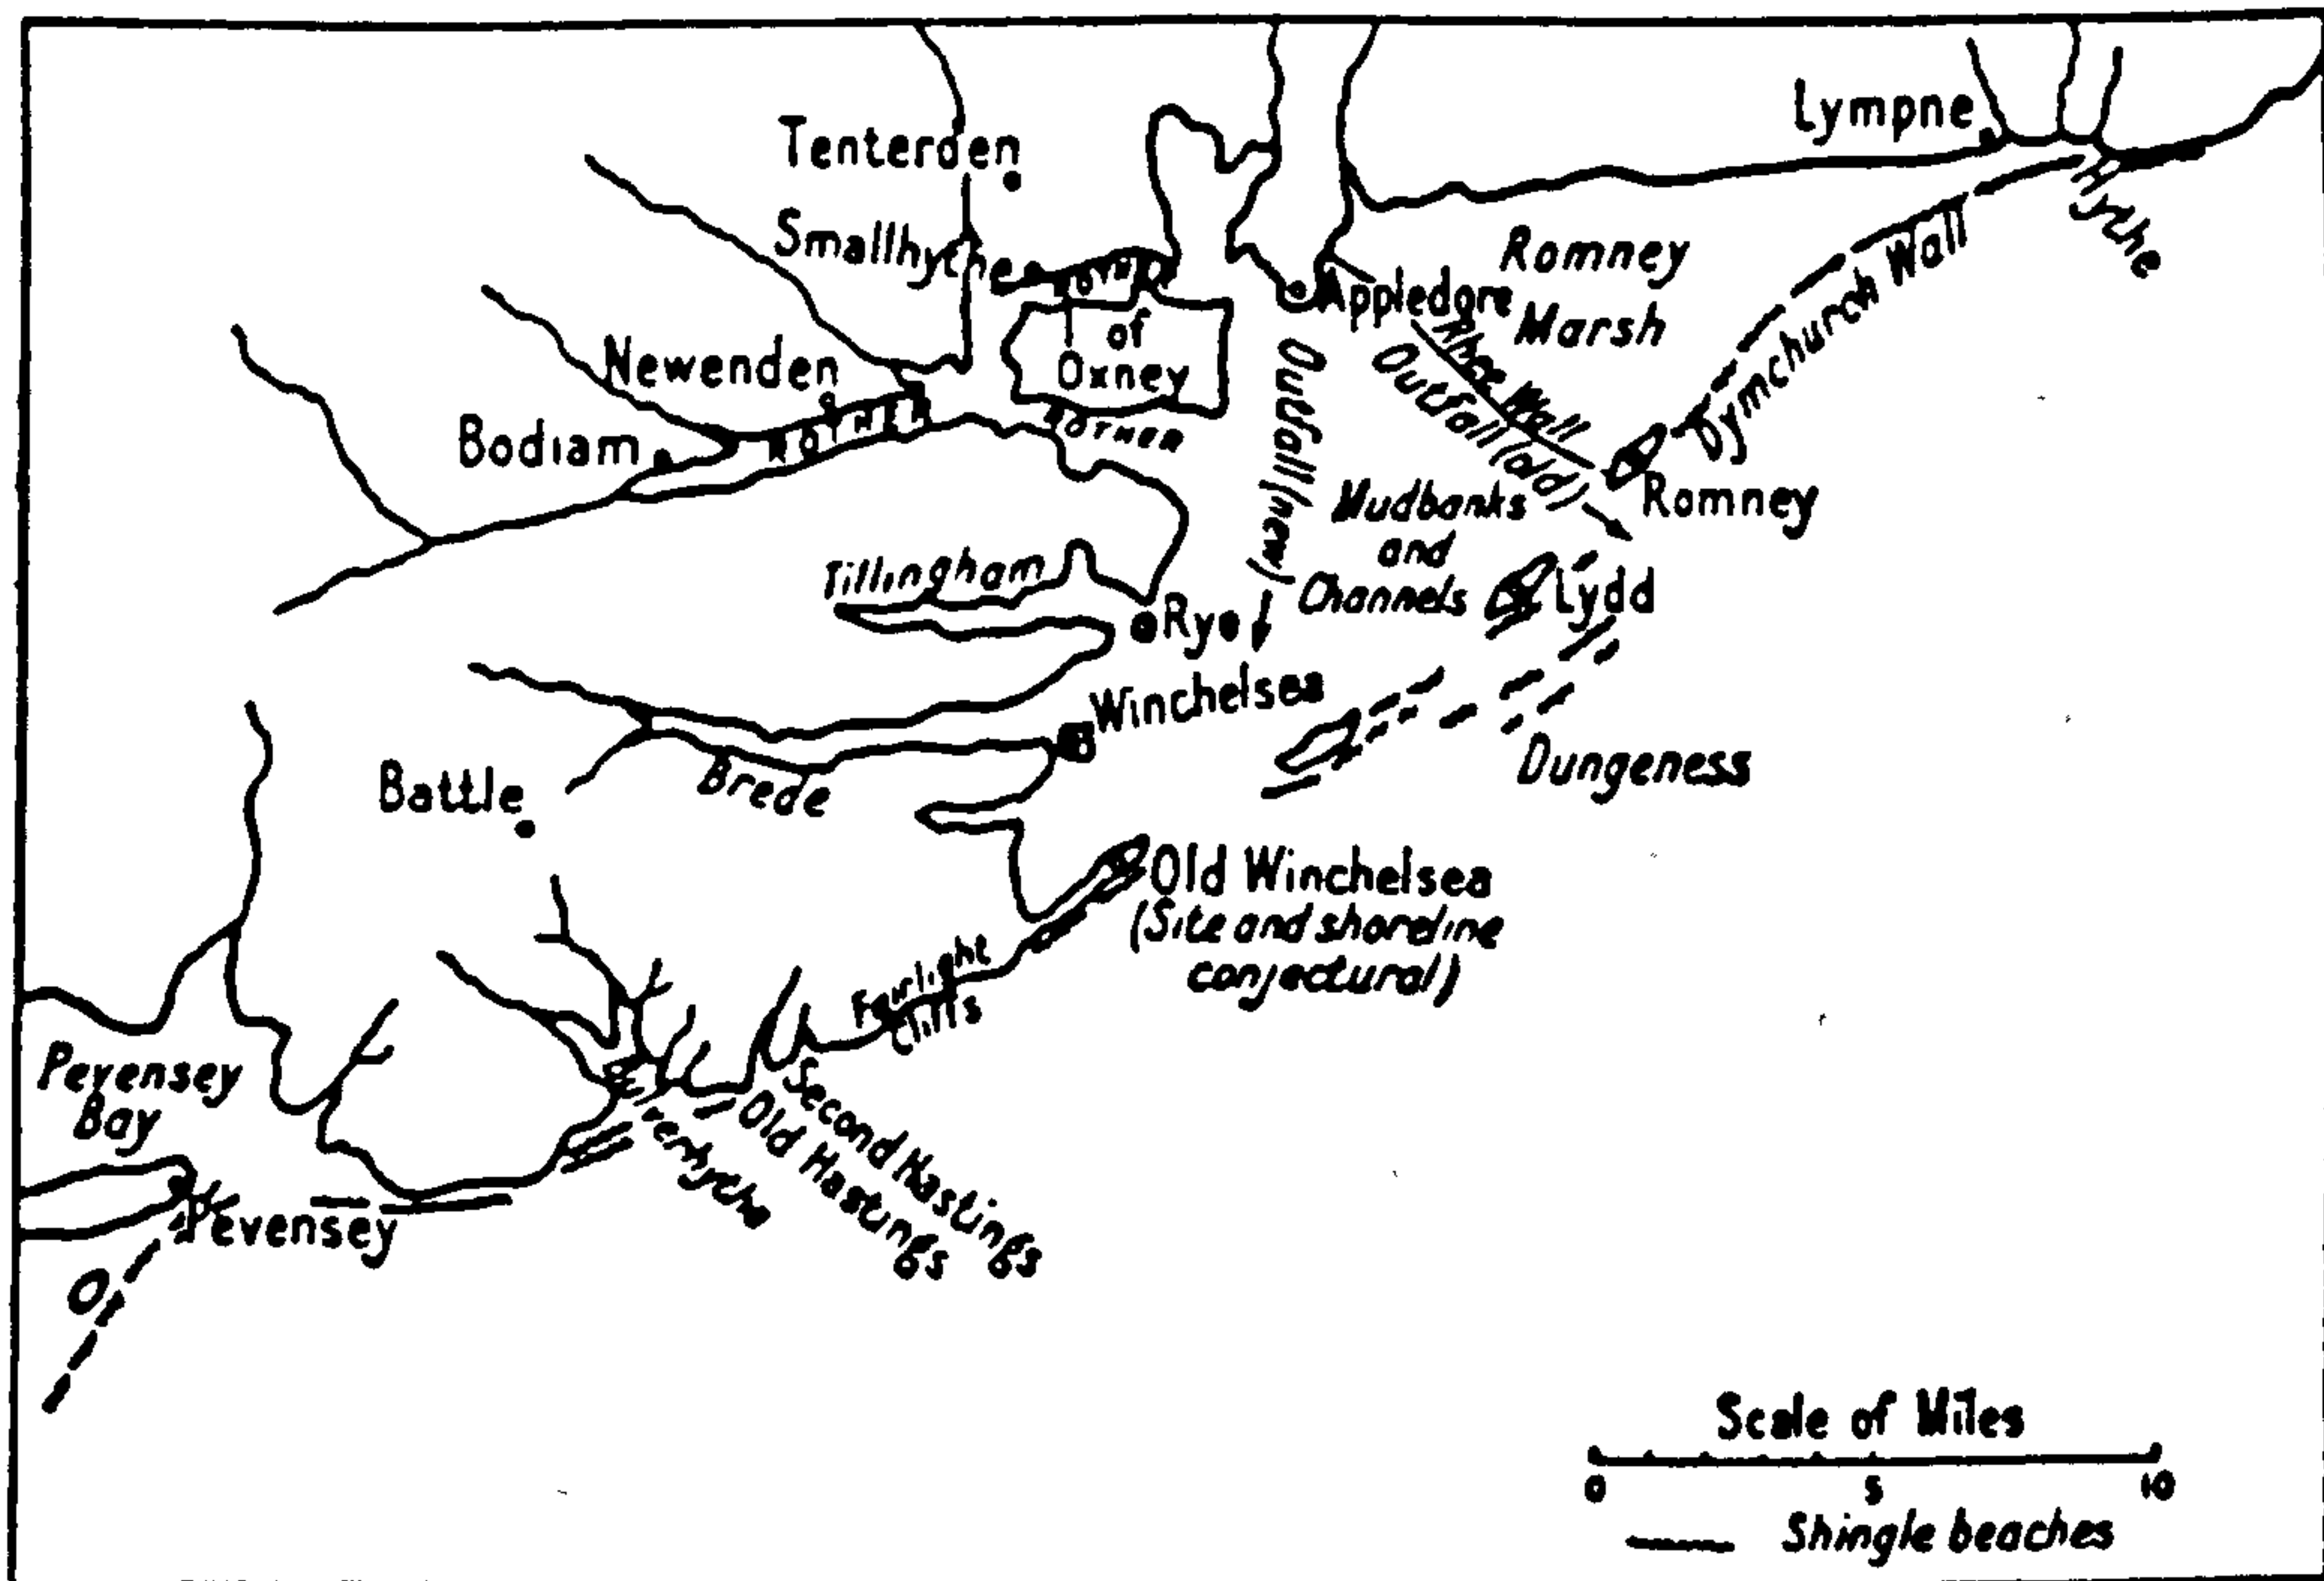 Lympne
Tenterden
Hythe
Smallhythe
Romney
Marsh
Appledore
of
Oxney
Rhee Wall
Dymchurch Wall
Newenden
Outfall (new)
Outfall (old)
Bodiam
Rother
Rother
Mudbanks
and
Channels
Romney
Tillingham
Lydd
Rye
Winchelsea
Dungeness
Battle
Brede
Old Winchelsea
(Site and shoreline
conjectural)
Fairlight
Cliffs
Pevensey
Bay
Second Hastings
Old Hastings
Pevensey
Scale of Miles
0 5 10
Shingle beaches